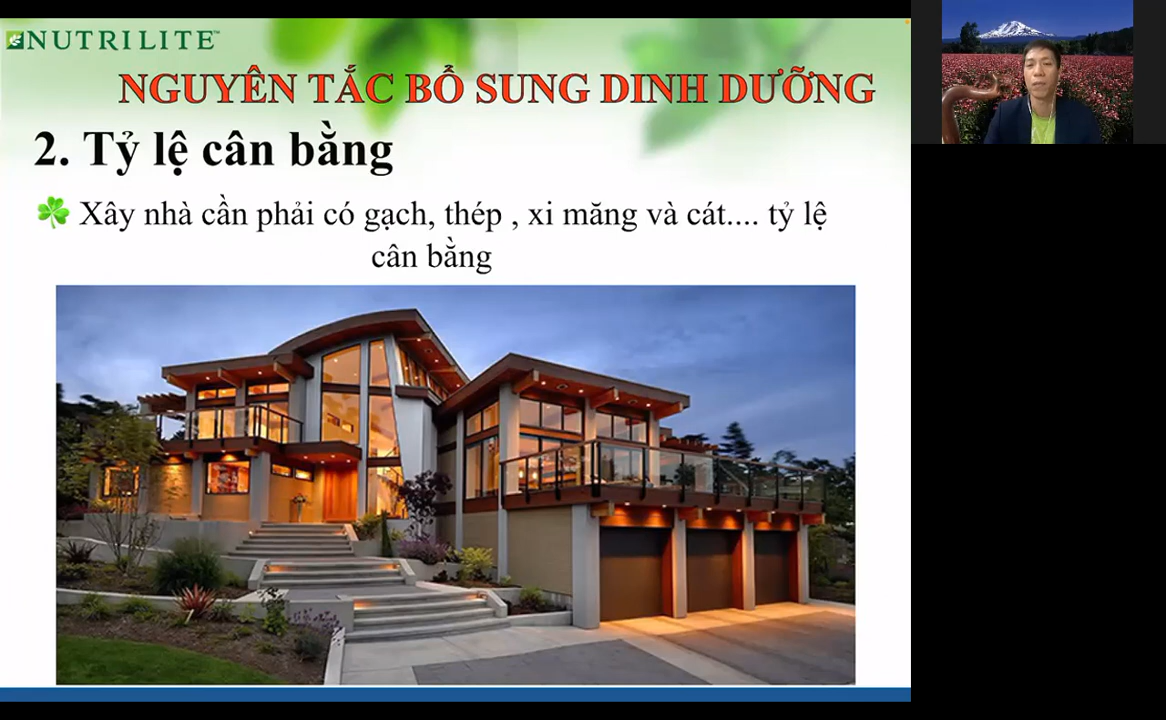 NUTRILITE™
NGUYÊN TẮC BỔ SUNG DINH DƯỠNG
2. Tỷ lệ cân bằng
Xây nhà cần phải có gạch, thép , xi măng và cát.... tỷ lệ
cân bằng